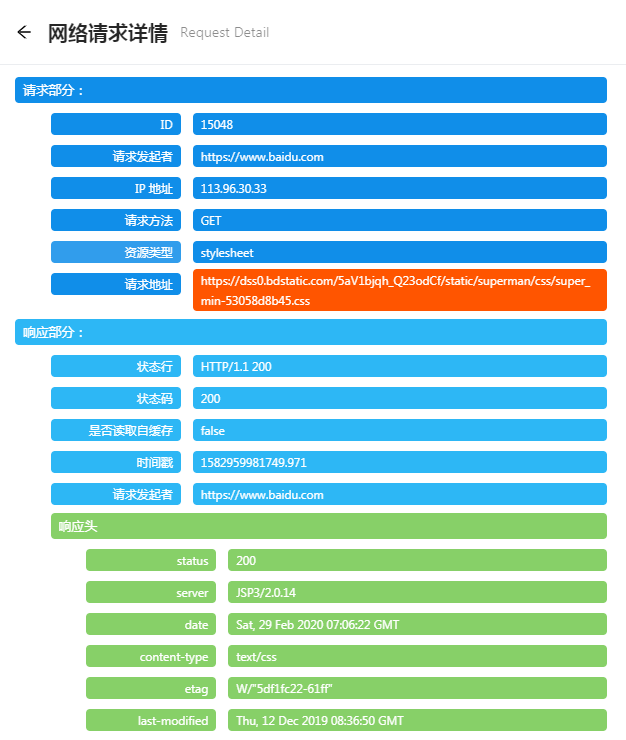 网络请求详情 Request Detail
请求部分：
ID 15048
请求发起者 https://www.baidu.com
IP 地址 113.96.30.33
请求方法 GET
资源类型 stylesheet
请求地址 https://dss0.bdstatic.com/5aV1bjqh_Q23odCf/static/superman/css/super_
min-53058d8b45.css
响应部分：
状态行 HTTP/1.1 200
状态码 200
是否读取自缓存 false
时间戳 1582959981749.971
请求发起者 https://www.baidu.com
响应头
status 200
server JSP3/2.0.14
date Sat, 29 Feb 2020 07:06:22 GMT
content-type text/css
etag W/"5df1fc22-61ff"
last-modified Thu, 12 Dec 2019 08:36:50 GMT